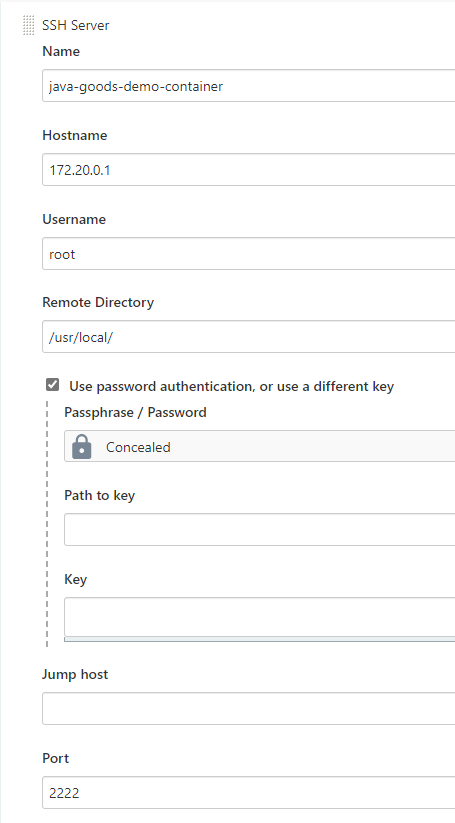 SSH Server
Name
java-goods-demo-container
Hostname
172.20.0.1
Username
root
Remote Directory
/usr/local/
Use password authentication, or use a different key
Passphrase / Password
Concealed
Path to key
Key
Jump host
Port
2222